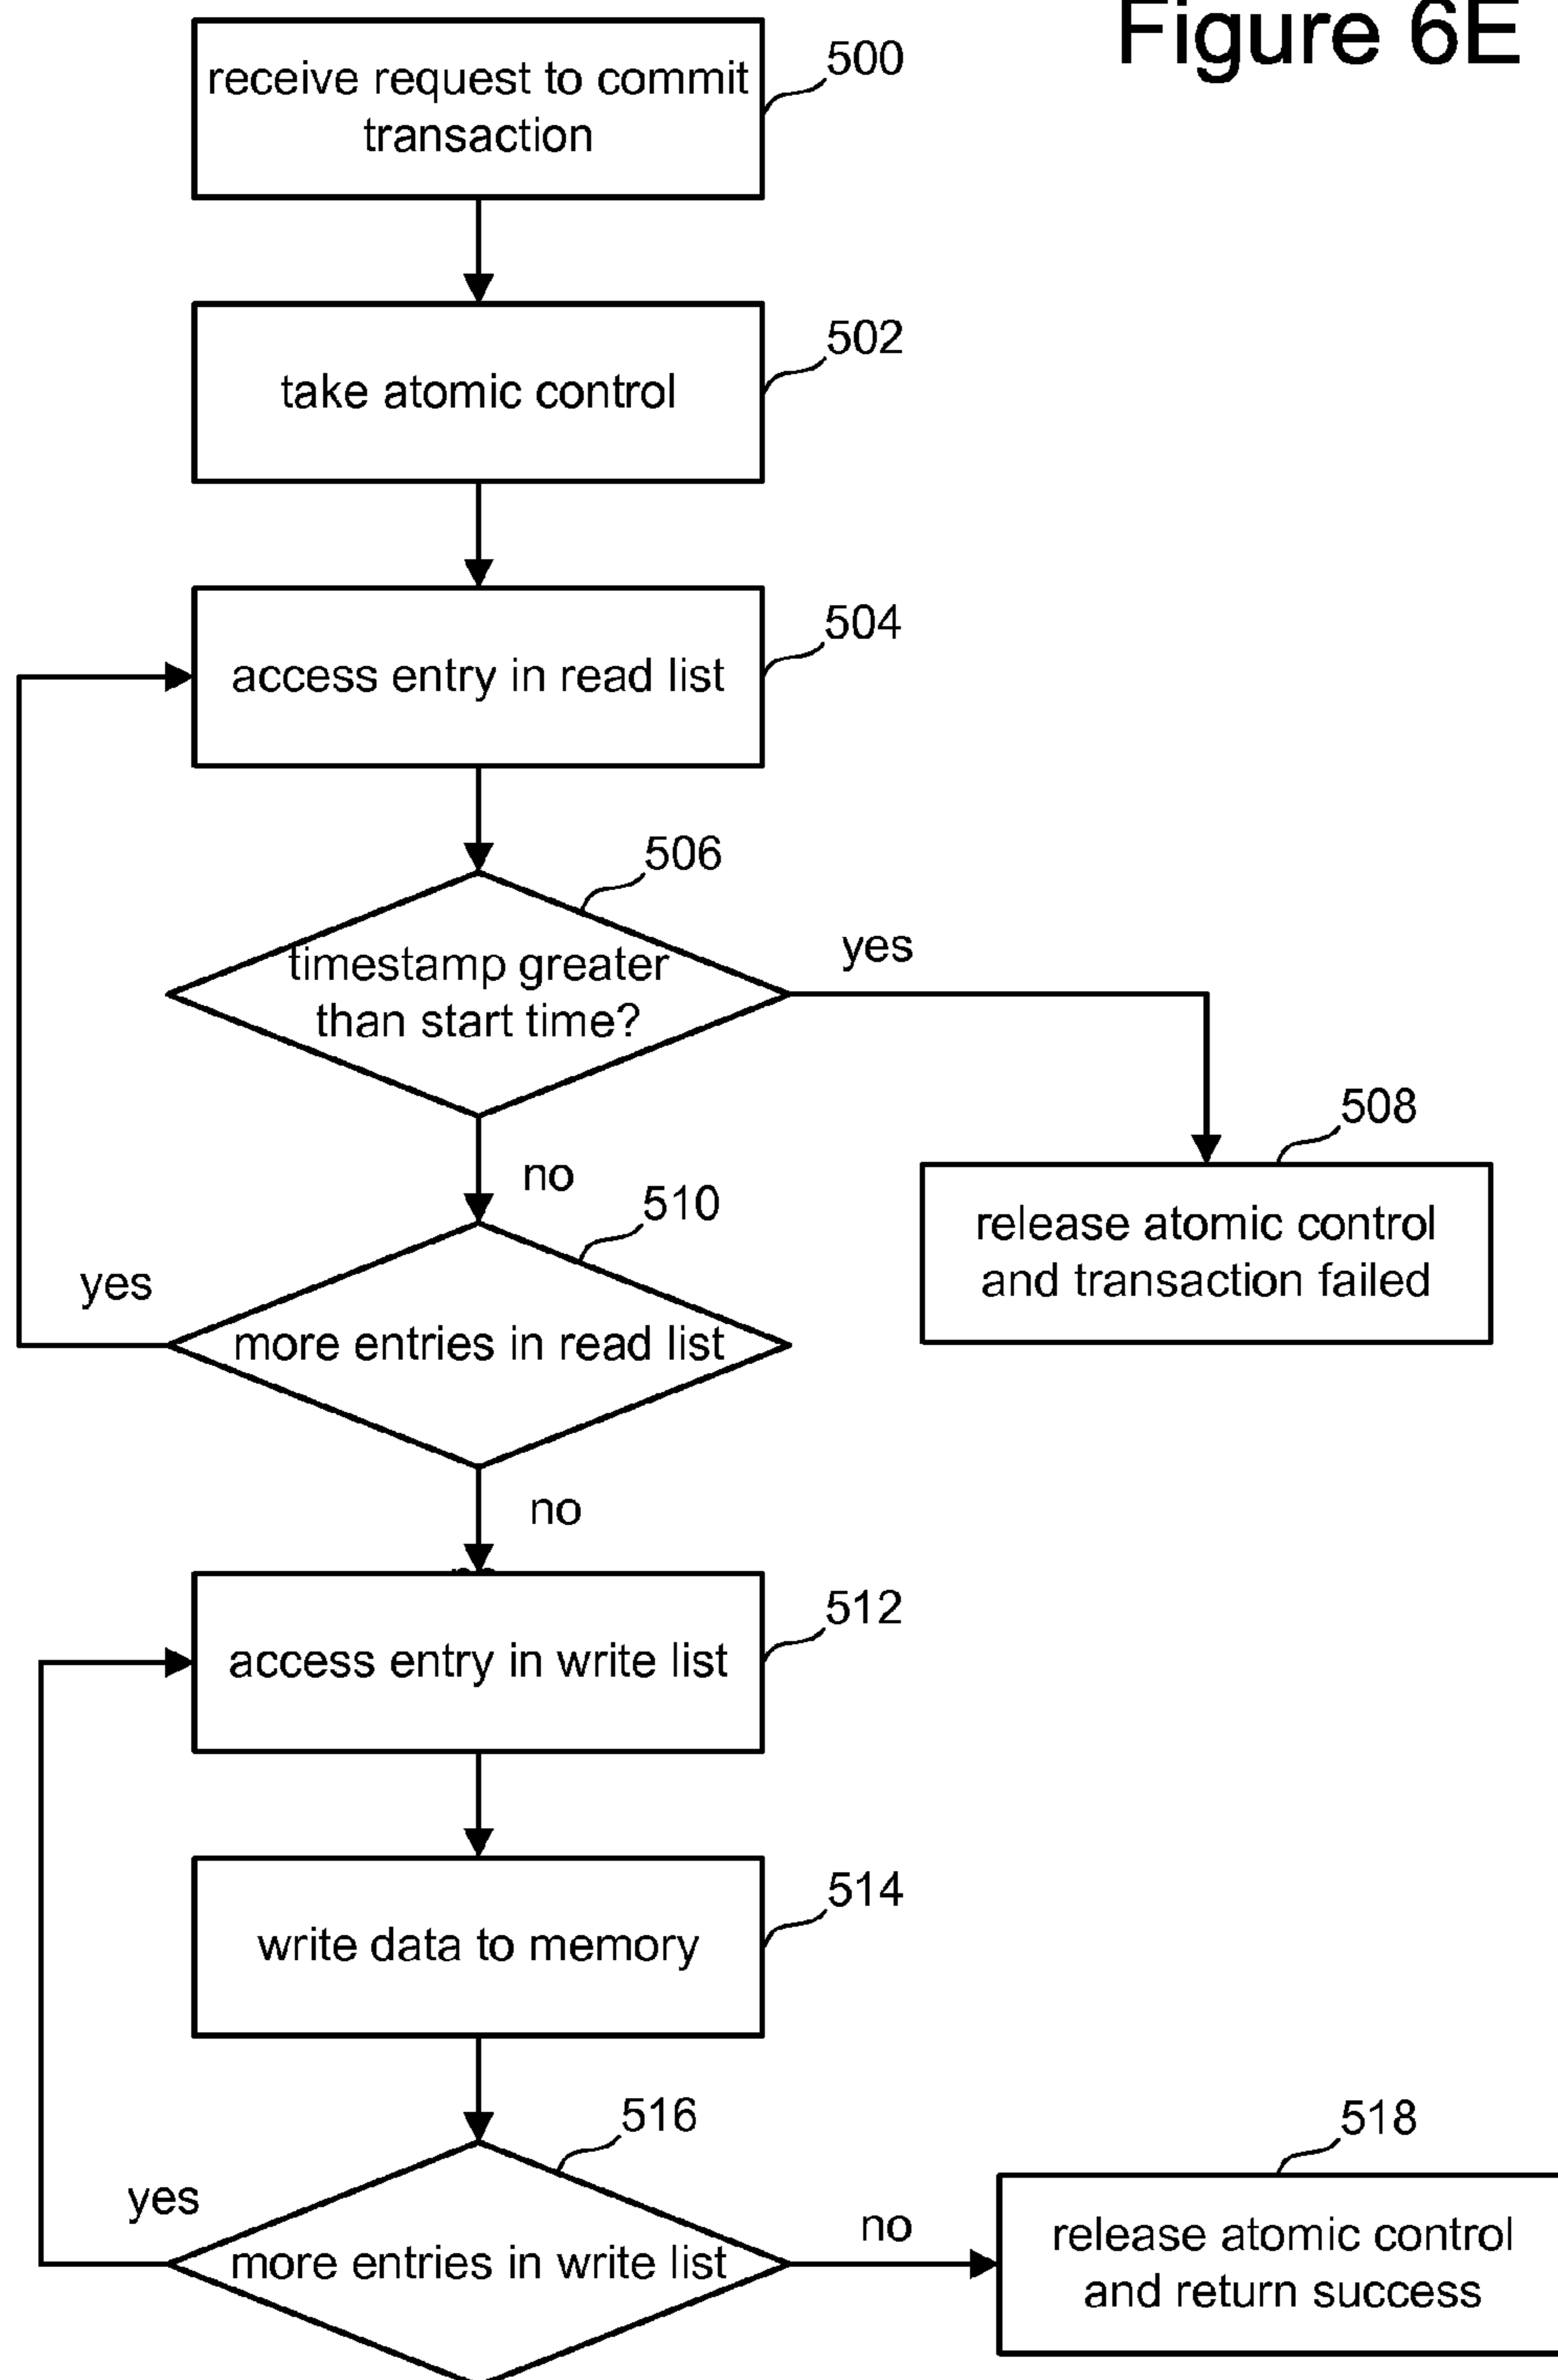 Figure 6E
500
receive request to commit
transaction
502
take atomic control
504
access entry in read list
506
timestamp greater
than start time?
yes
no
508
release atomic control
and transaction failed
510
yes
more entries in read list
no
512
access entry in write list
514
write data to memory
516
yes
more entries in write list
no
518
release atomic control
and return success